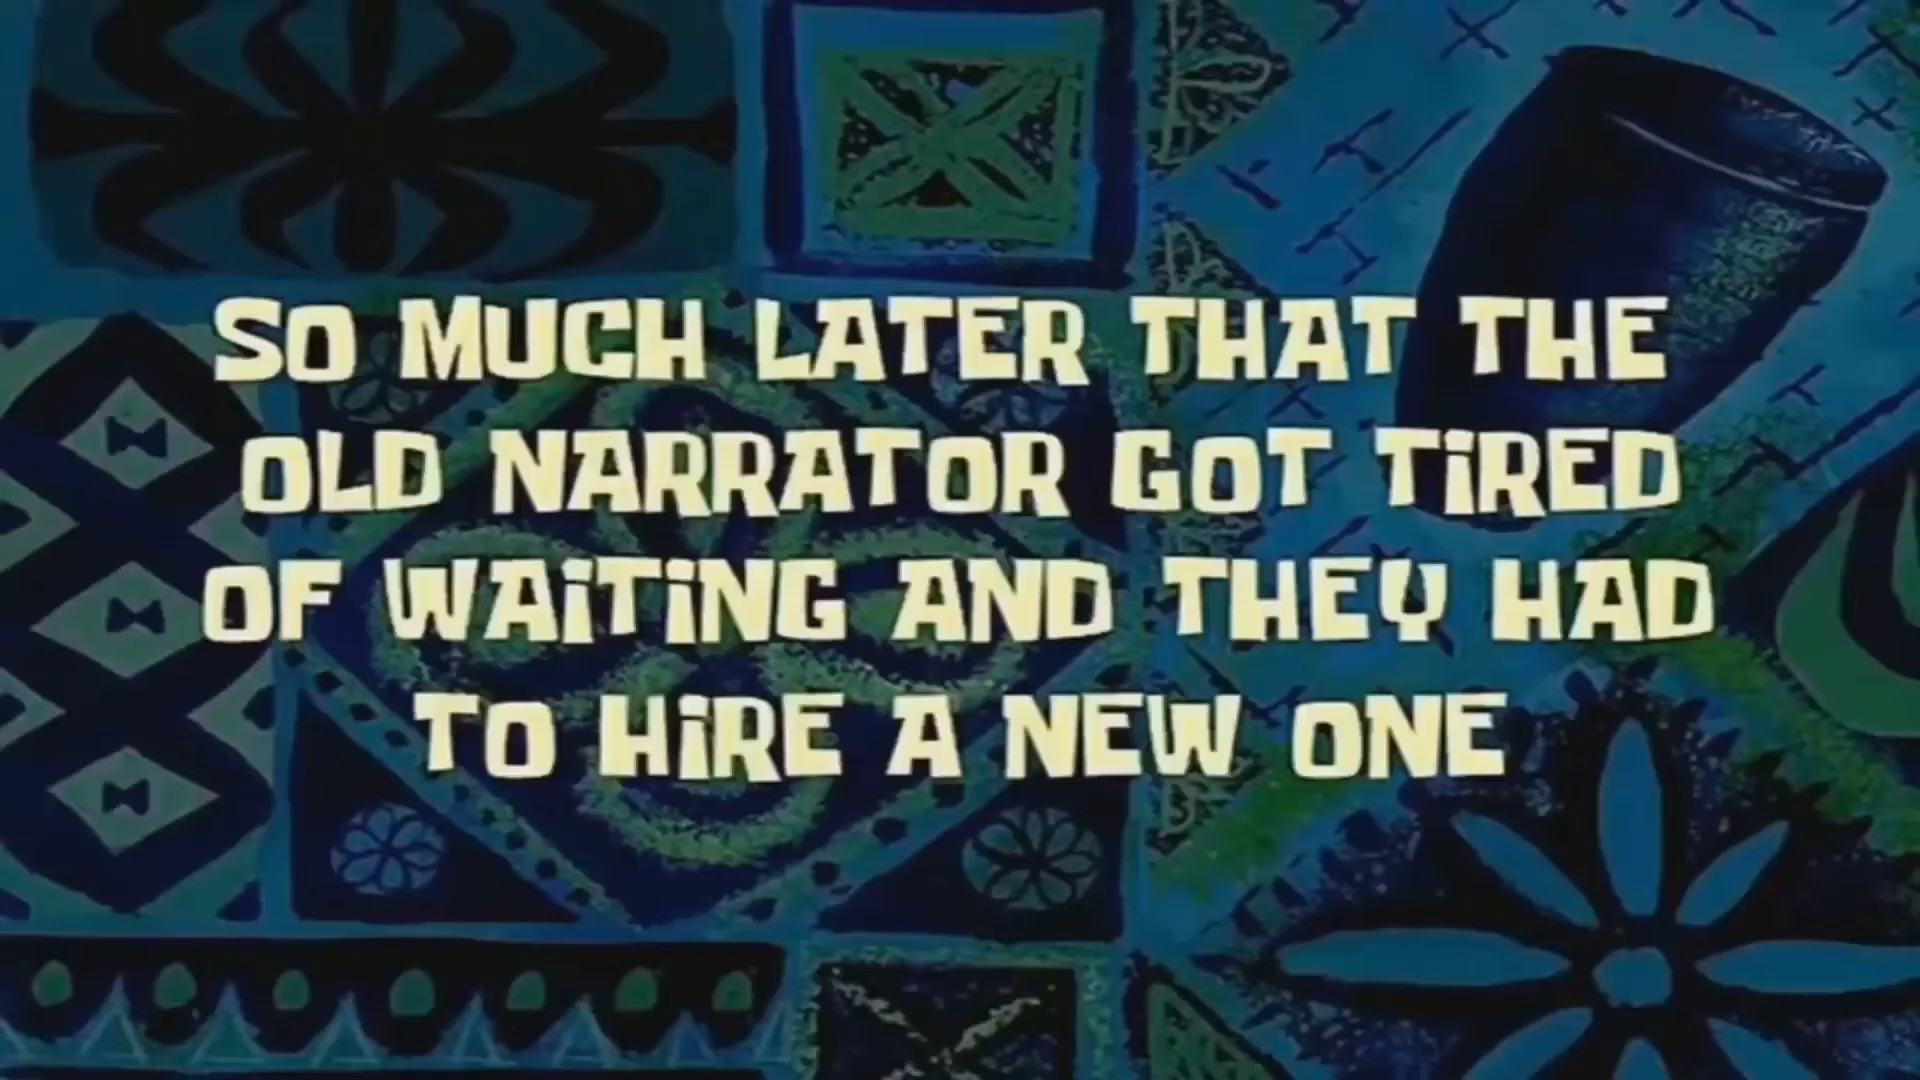 SO MUCH LATER THAT THE
OLD NARRATOR GOT TiRED
OF WAiTiNG AND THEY HAD
TO HiRE A NEW ONE